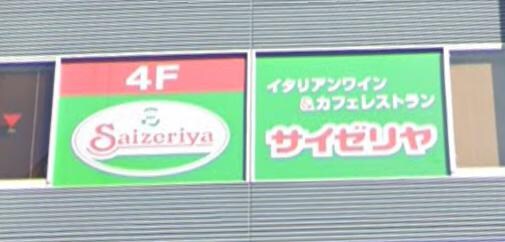 4F
Saizeriya
イタリアンワイン
&カフェレストラン
サイゼリヤ